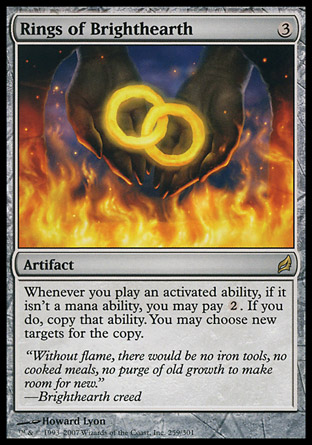 Rings of Brighthearth 3
Artifact
Whenever you play an activated ability, if it
isn't a mana ability, you may pay 2. If you
do, copy that ability. You may choose new
targets for the copy.
"Without flame, there would be no iron tools, no
cooked meals, no purge of old growth to make
room for new."
—Brighthearth creed
Howard Lyon
™ & © 1993–2007 Wizards of the Coast, Inc. 259/301